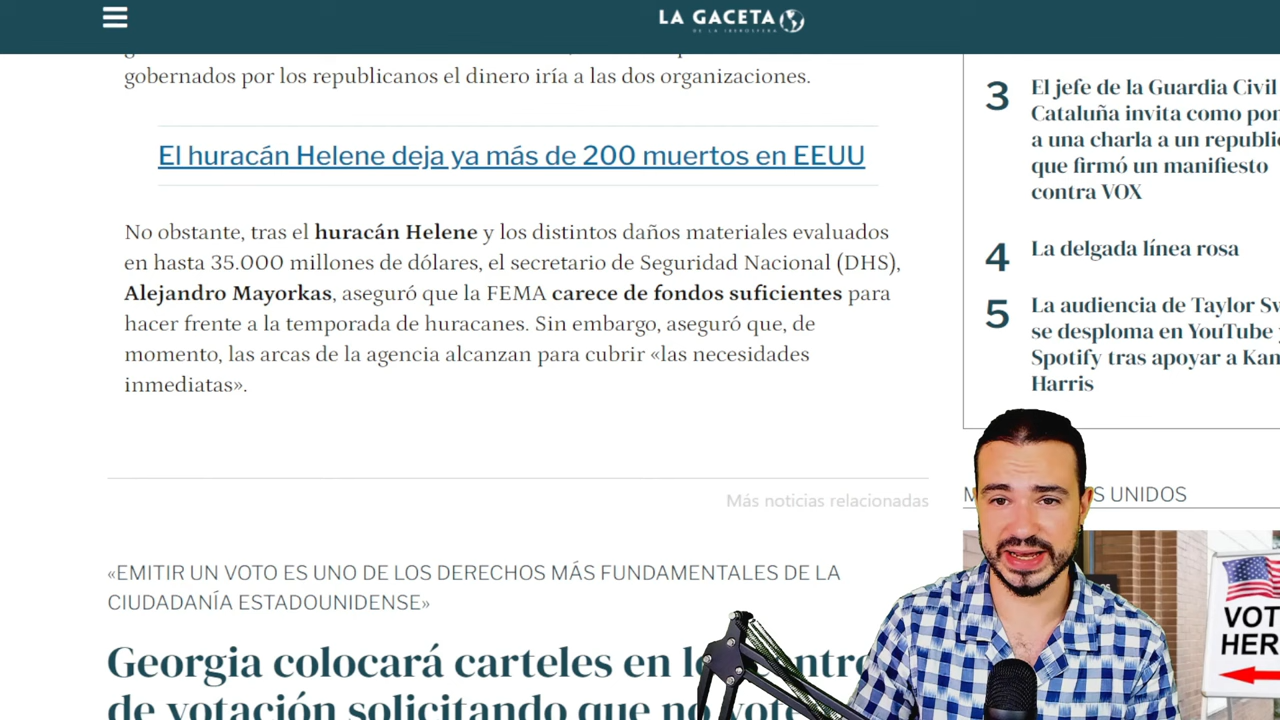 LA GACETA
DE LA IBEROSFERA
gobernados por los republicanos el dinero iría a las dos organizaciones.
El huracán Helene deja ya más de 200 muertos en EEUU
No obstante, tras el huracán Helene y los distintos daños materiales evaluados
en hasta 35.000 millones de dólares, el secretario de Seguridad Nacional (DHS),
Alejandro Mayorkas, aseguró que la FEMA carece de fondos suficientes para
hacer frente a la temporada de huracanes. Sin embargo, aseguró que, de
momento, las arcas de la agencia alcanzan para cubrir «las necesidades
inmediatas».
Más noticias relacionadas
«EMITIR UN VOTO ES UNO DE LOS DERECHOS MÁS FUNDAMENTALES DE LA
CIUDADANÍA ESTADOUNIDENSE»
Georgia colocará carteles en
de votación solicitando que no
3
El jefe de la Guardia Civil
Cataluña invita como
a una charla a un
que firmó un manifiesto
contra VOX
4
La delgada línea rosa
5
La audiencia de Taylor
se desploma en YouTube
Spotify tras apoyar a
Harris
UNIDOS
VOT
HER